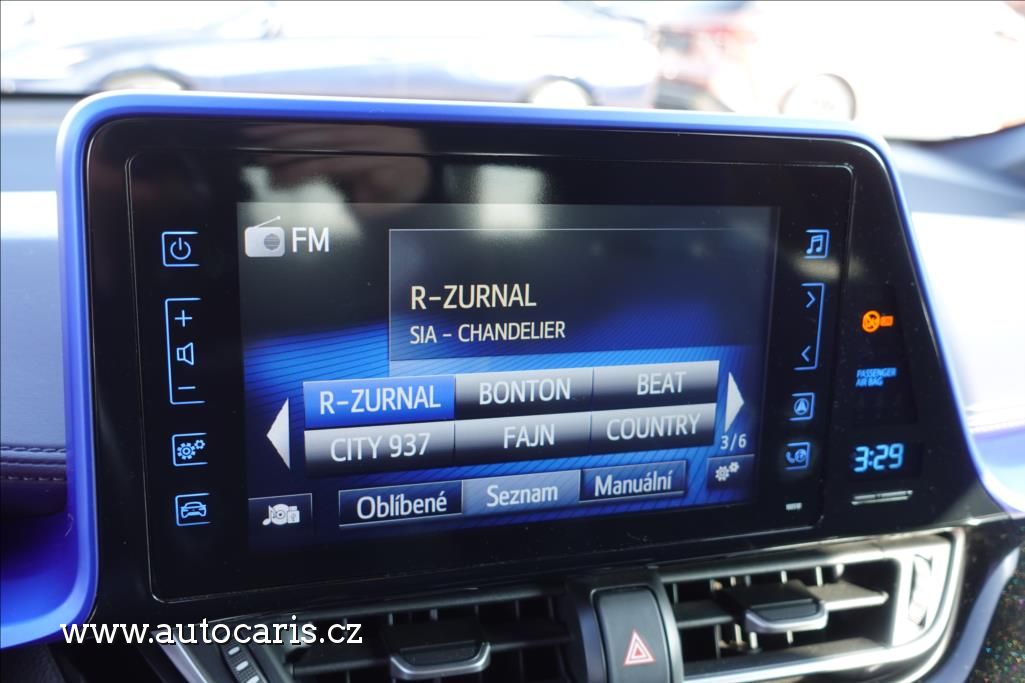 FM
R-ZURNAL
SIA - CHANDELIER
R-ZURNAL BONTON BEAT
CITY 937 FAJN COUNTRY
3/6
Oblíbené Seznam Manuální
PASSENGER
AIR BAG
3:29
www.autocaris.cz